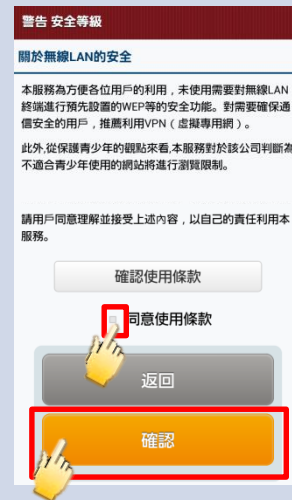 警告 安全等級
關於無線LAN的安全
本服務為方便各位用戶的利用，未使用需要對無線LAN
終端進行預先設置的WEP等的安全功能。對需要確保通
信安全的用戶，推薦利用VPN（虛擬專用網）。
此外,從保護青少年的觀點來看,本服務對於該公司判斷為
不適合青少年使用的網站將進行瀏覽限制。
請用戶同意理解並接受上述內容，以自己的責任利用本
服務。
確認使用條款
同意使用條款
返回
確認